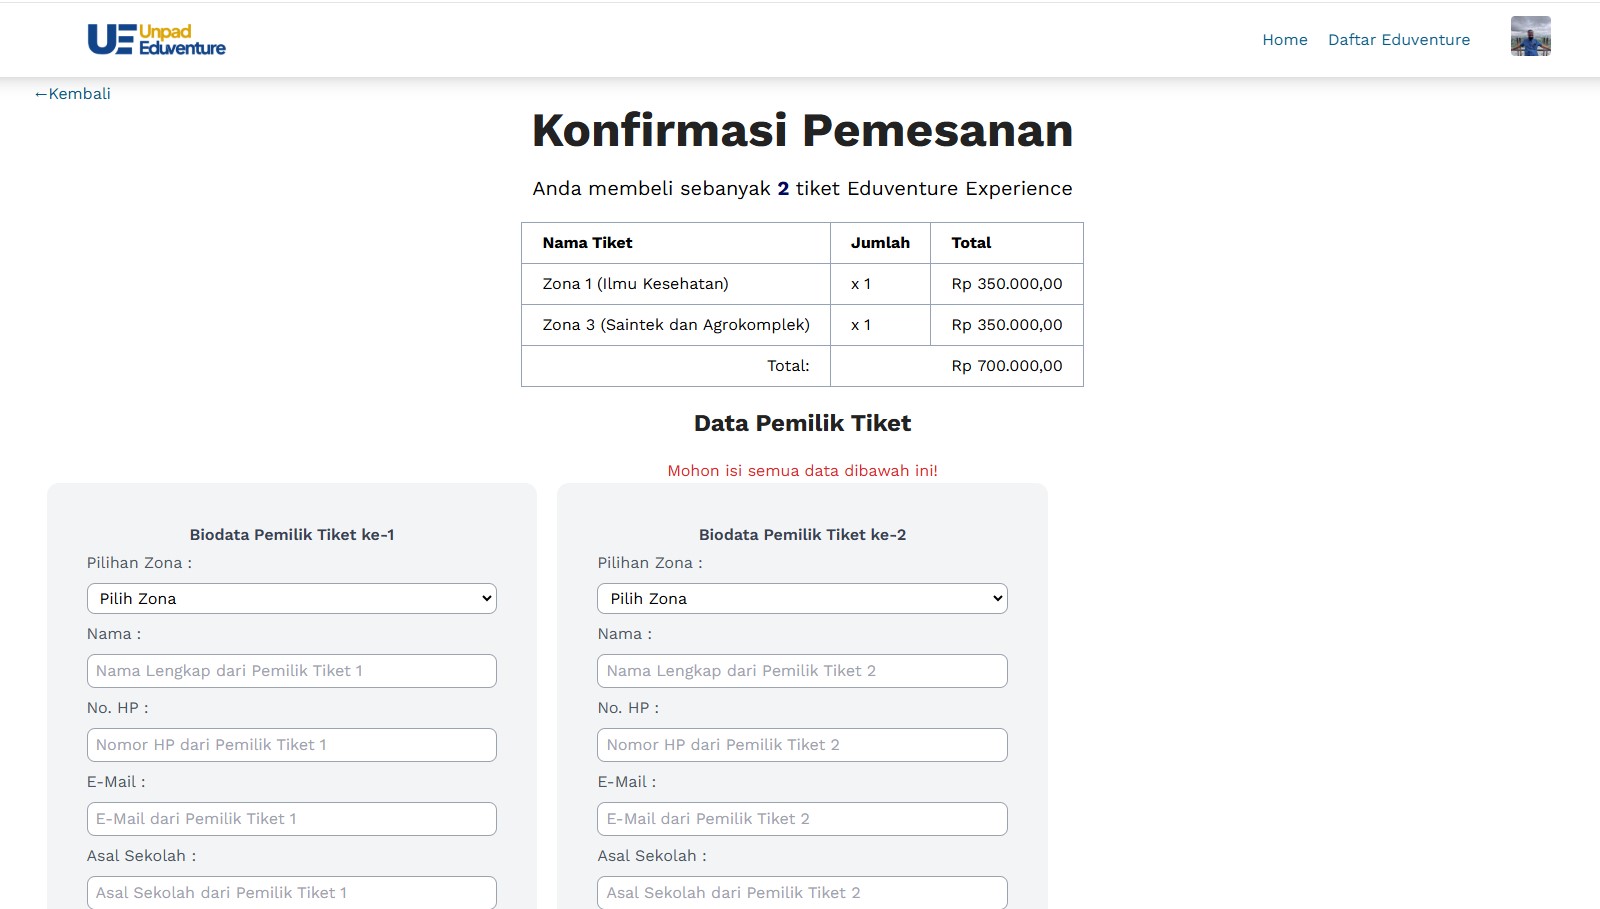 UE Unpad
Eduventure
Home Daftar Eduventure
←Kembali
Konfirmasi Pemesanan
Anda membeli sebanyak 2 tiket Eduventure Experience
Nama Tiket Jumlah Total
Zona 1 (Ilmu Kesehatan) x 1 Rp 350.000,00
Zona 3 (Saintek dan Agrokomplek) x 1 Rp 350.000,00
Total: Rp 700.000,00
Data Pemilik Tiket
Mohon isi semua data dibawah ini!
Biodata Pemilik Tiket ke-1
Pilihan Zona :
Pilih Zona
Nama :
Nama Lengkap dari Pemilik Tiket 1
No. HP :
Nomor HP dari Pemilik Tiket 1
E-Mail :
E-Mail dari Pemilik Tiket 1
Asal Sekolah :
Asal Sekolah dari Pemilik Tiket 1
Biodata Pemilik Tiket ke-2
Pilihan Zona :
Pilih Zona
Nama :
Nama Lengkap dari Pemilik Tiket 2
No. HP :
Nomor HP dari Pemilik Tiket 2
E-Mail :
E-Mail dari Pemilik Tiket 2
Asal Sekolah :
Asal Sekolah dari Pemilik Tiket 2